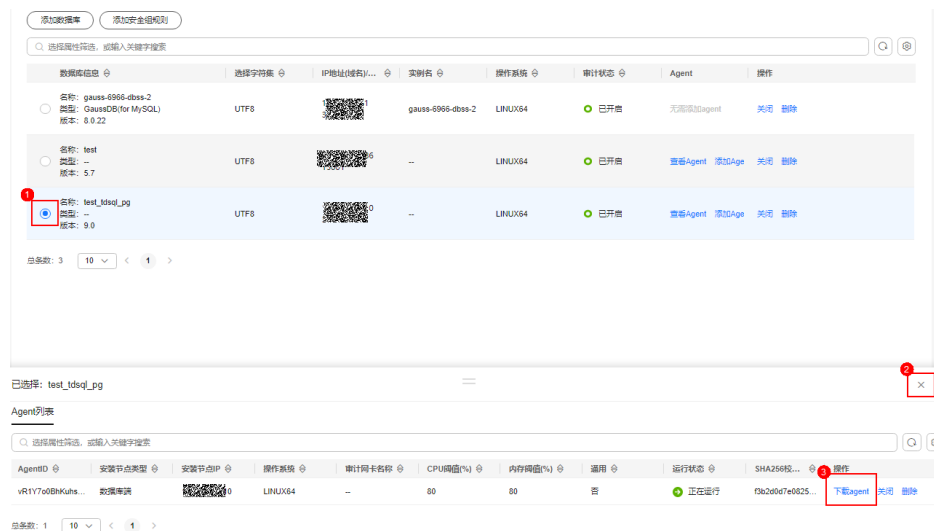 添加数据库 添加安全组规则
选择属性筛选，或输入关键字搜索
数据库信息 选择字符集 IP地址(域名)/... 实例名 操作系统 审计状态 Agent 操作
名称：gauss-6966-dbss-2
类型：GaussDB(for MySQL)
版本：8.0.22
UTF8 gauss-6966-dbss-2 LINUX64 已开启 无需添加agent 关闭 删除
名称：test
类型：--
版本：5.7
UTF8 -- LINUX64 已开启 查看Agent 添加Age 关闭 删除
1
名称：test_tdsql_pg
类型：--
版本：9.0
UTF8 -- LINUX64 已开启 查看Agent 添加Age 关闭 删除
总条数：3 10 1
2
已选择：test_tdsql_pg
Agent列表
选择属性筛选，或输入关键字搜索
AgentID 安装节点类型 安装节点IP 操作系统 审计网卡名称 CPU阈值(%) 内存阈值(%) 通用 运行状态 SHA256校... 3 操作
vR1Y7o0BhKuhs... 数据库端 LINUX64 -- 80 80 否 正在运行 f3b2d0d7e0825... 下载agent 关闭 删除
总条数：1 10 1